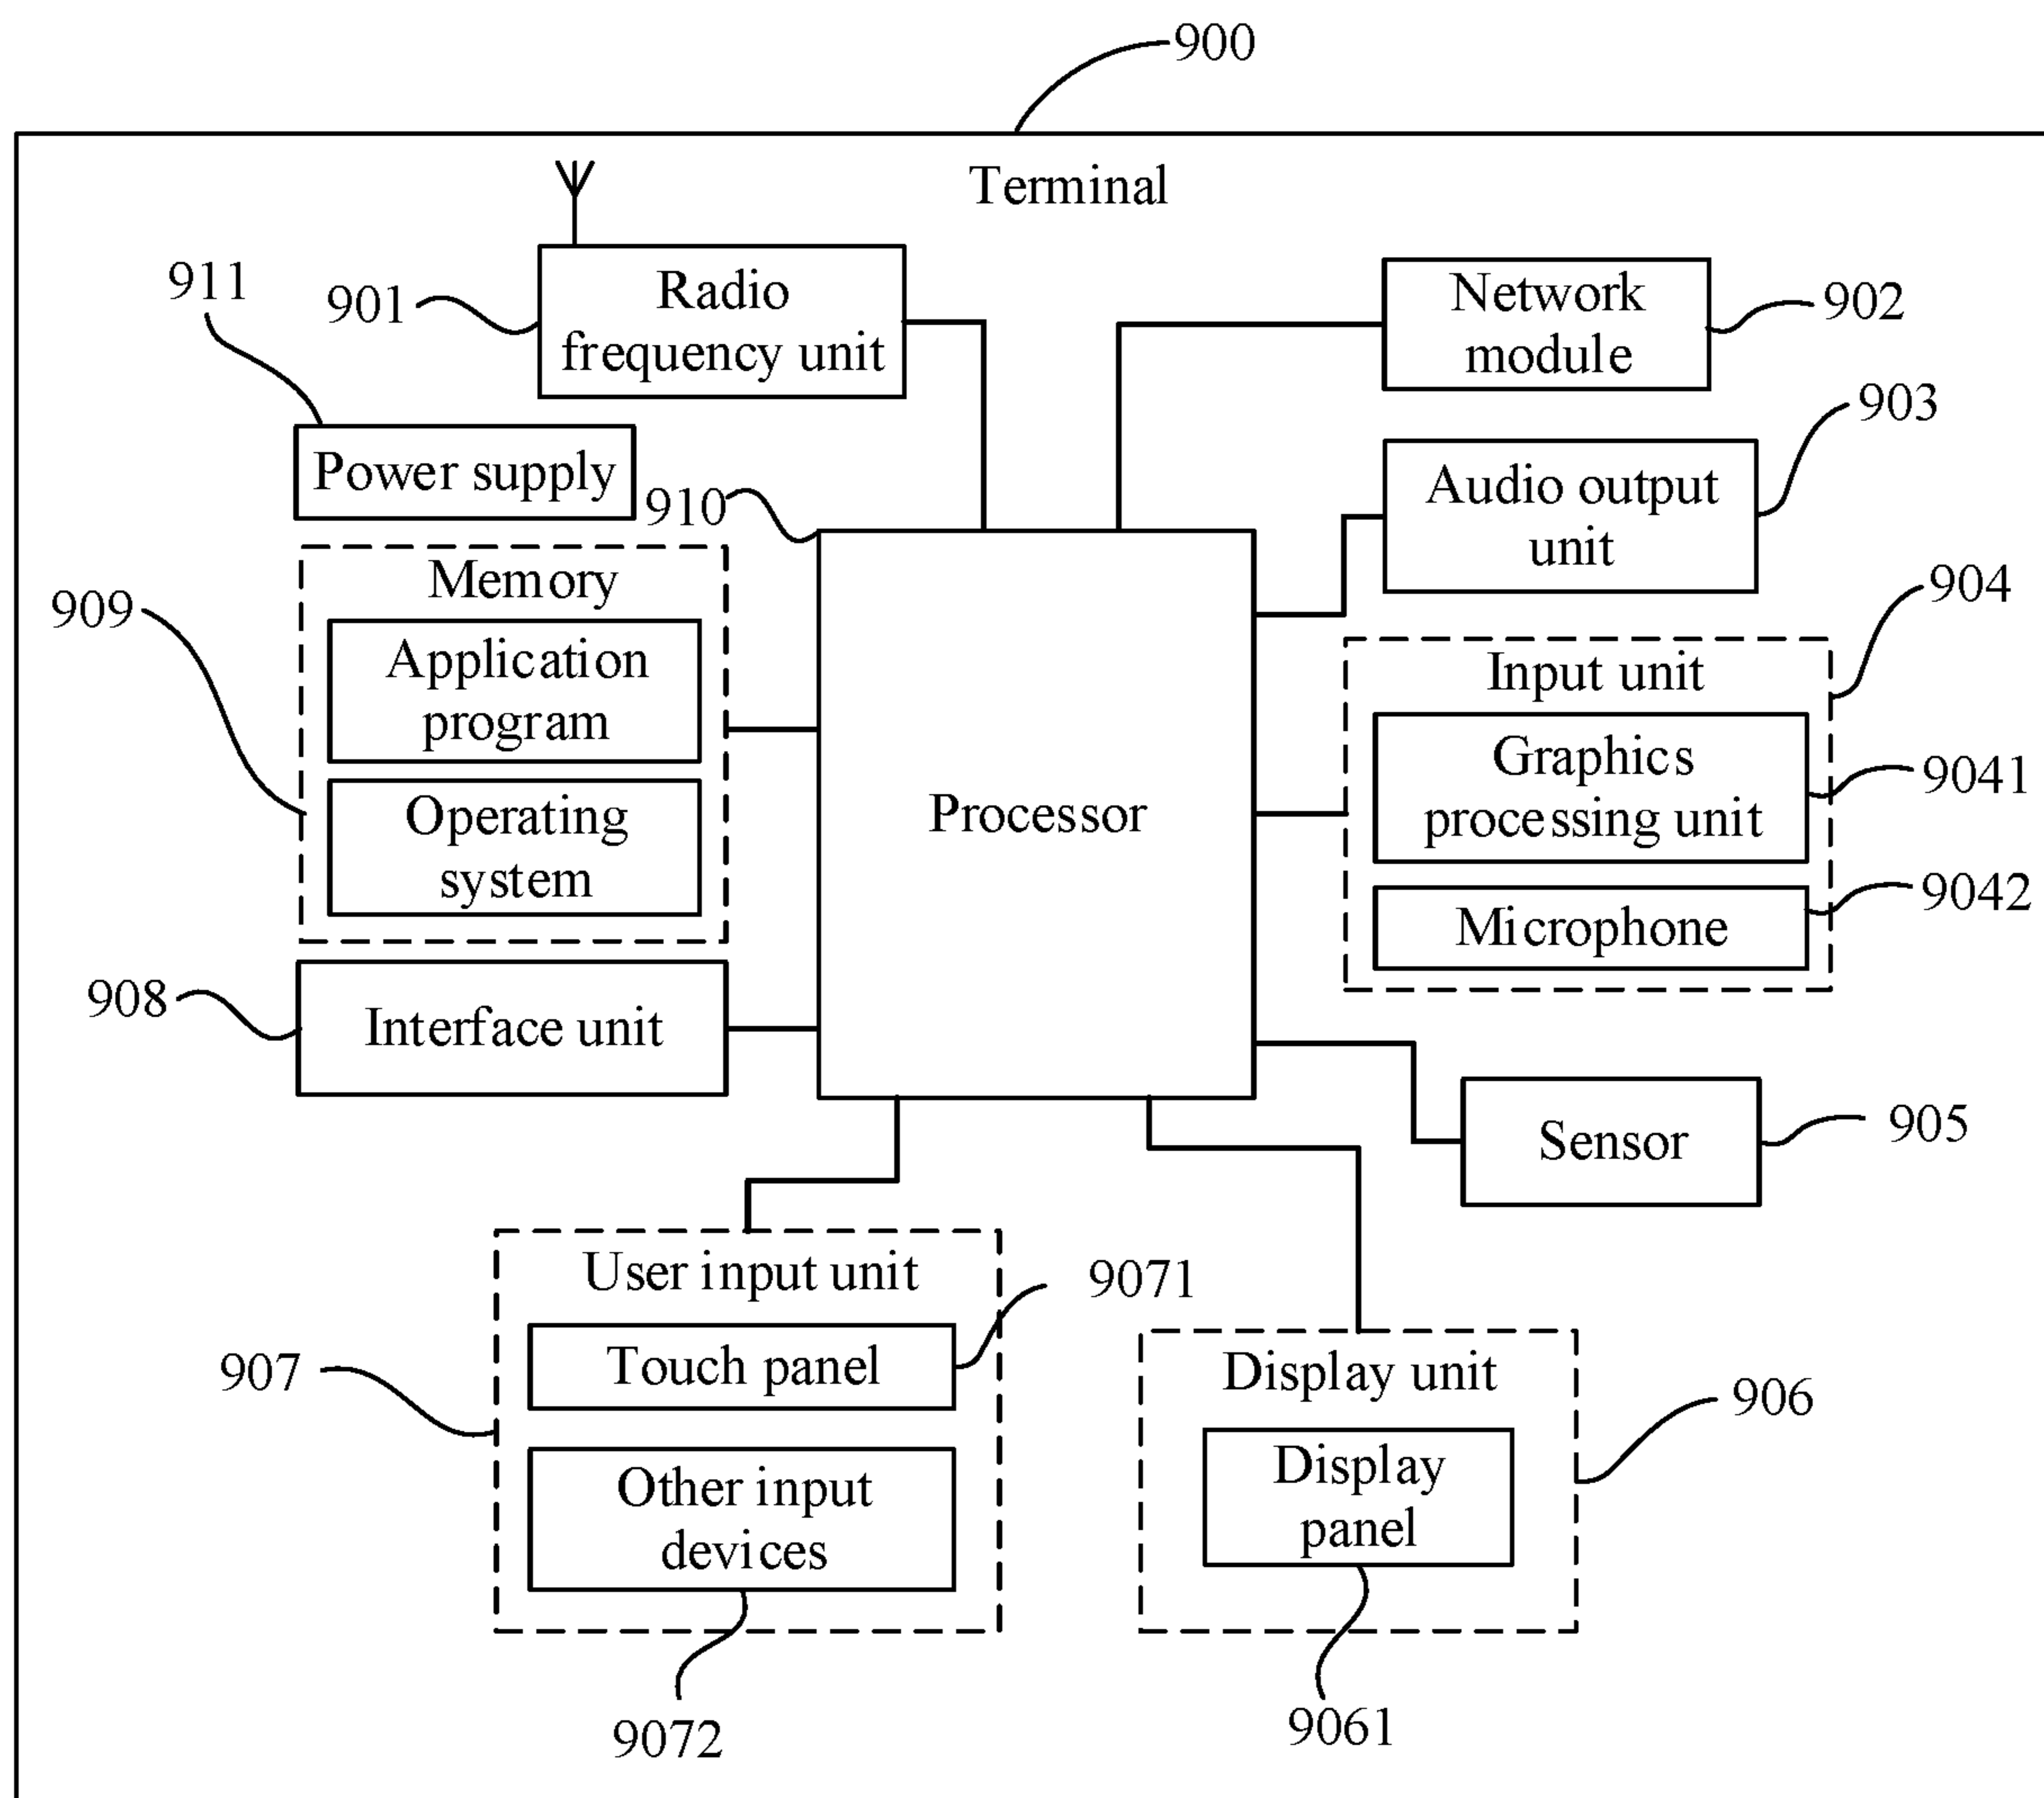 900
Terminal
911
901
Radio
frequency unit
Network
module
902
903
Power supply
910
Audio output
unit
904
909
Memory
Application
program
Operating
system
Processor
Input unit
Graphics
processing unit
9041
Microphone
9042
908
Interface unit
Sensor
905
User input unit
9071
Touch panel
907
Other input
devices
9072
Display unit
906
Display
panel
9061